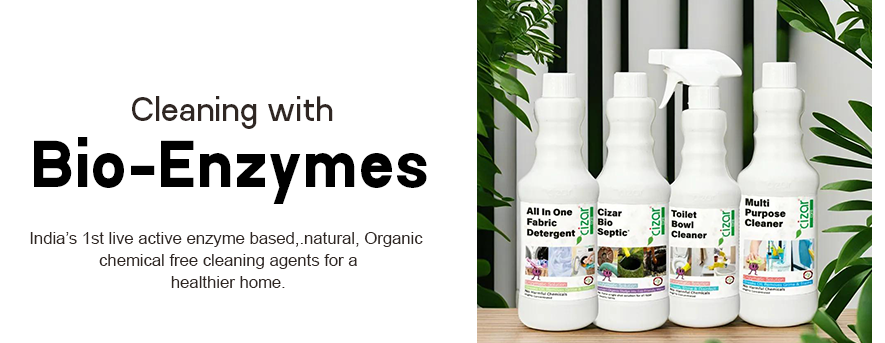 Cleaning with
Bio-Enzymes
India's 1st live active enzyme based,.natural, Organic
chemical free cleaning agents for a
healthier home.
All In One
Fabric
Detergent
cizar
Cizar
Bio
Septic
cizar
Toilet
Bowl
Cleaner
cizar
Multi
Purpose
Cleaner
cizar